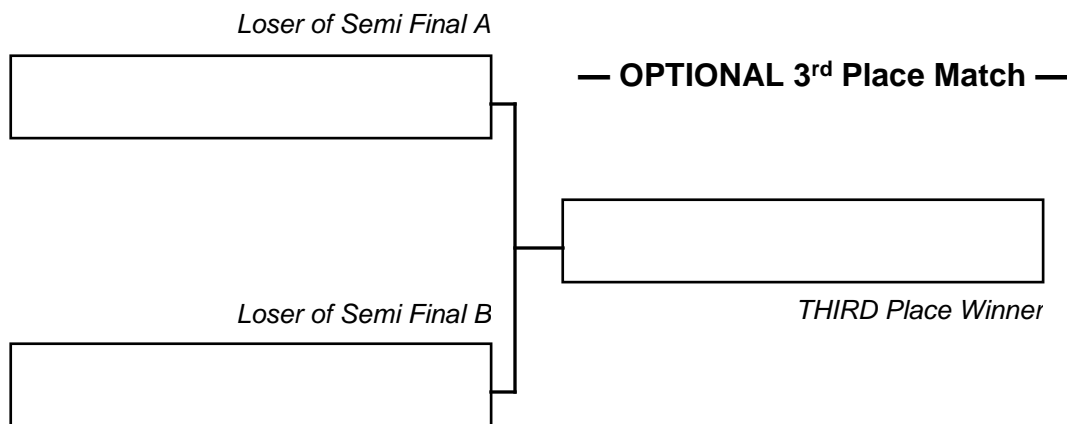 Loser of Semi Final A
— OPTIONAL 3rd Place Match —
Loser of Semi Final B
THIRD Place Winner